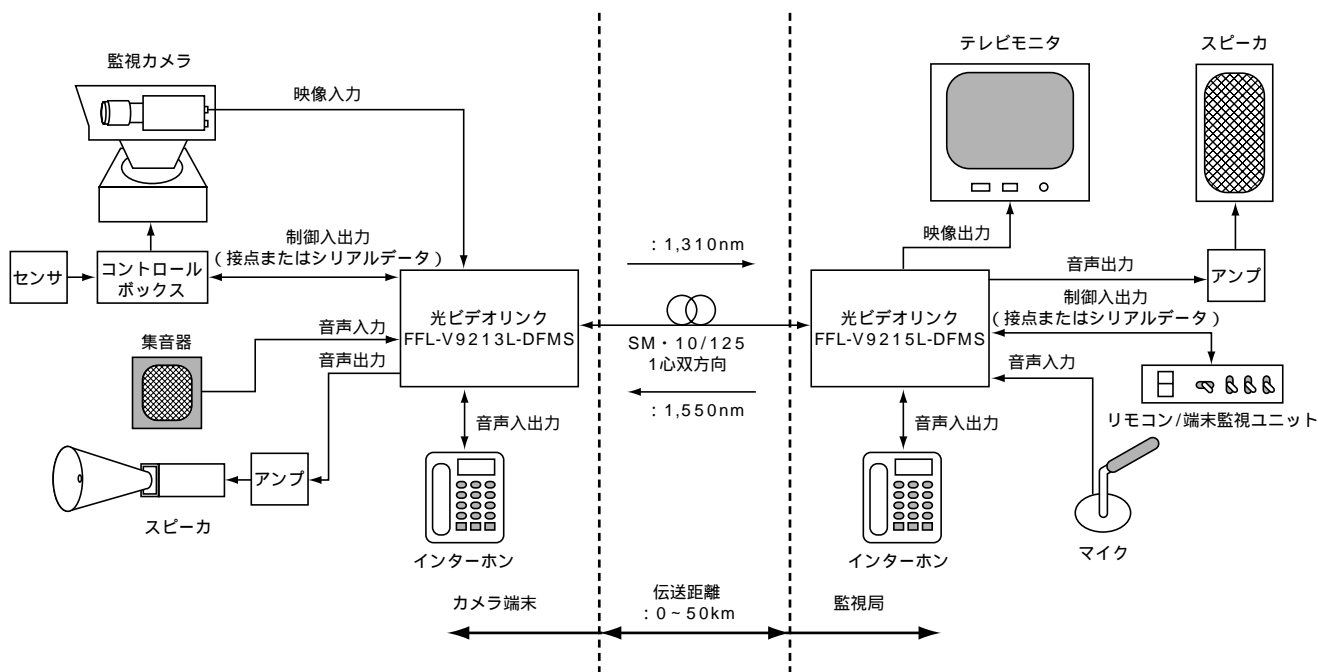 監視カメラ
映像入力
センサ
コントロール
ボックス
制御入出力
(接点またはシリアルデータ)
集音器
音声入力
音声出力
光ビデオリンク
FFL-V9213L-DFMS
音声入出力
アンプ
スピーカ
インターホン
カメラ端末
:1,310nm
SM・10/125
1心双方向
:1,550nm
伝送距離
:0~50km
テレビモニタ
スピーカ
映像出力
音声出力
アンプ
光ビデオリンク
FFL-V9215L-DFMS
制御入出力
(接点またはシリアルデータ)
音声入力
リモコン/端末監視ユニット
音声入出力
マイク
インターホン
監視局